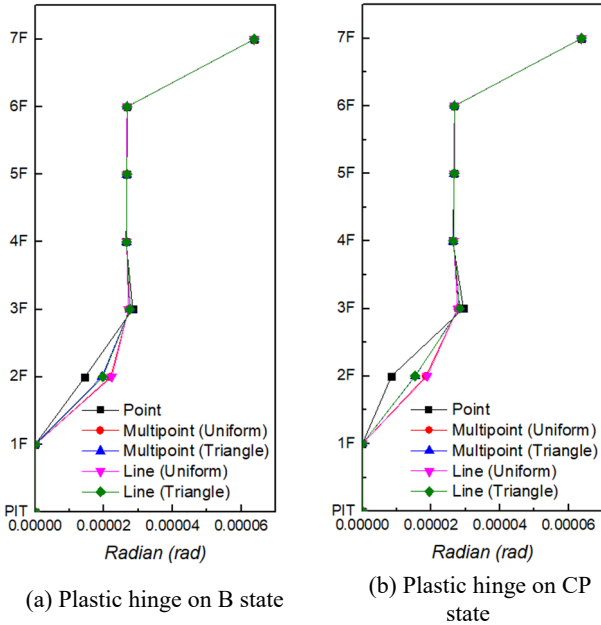 7F
6F
5F
4F
3F
2F
1F
PIT
Point
Multipoint (Uniform)
Multipoint (Triangle)
Line (Uniform)
Line (Triangle)
0.00000 0.00002 0.00004 0.00006
Radian (rad)
(a) Plastic hinge on B state
7F
6F
5F
4F
3F
2F
1F
PIT
Point
Multipoint (Uniform)
Multipoint (Triangle)
Line (Uniform)
Line (Triangle)
0.00000 0.00002 0.00004 0.00006
Radian (rad)
(b) Plastic hinge on CP
state